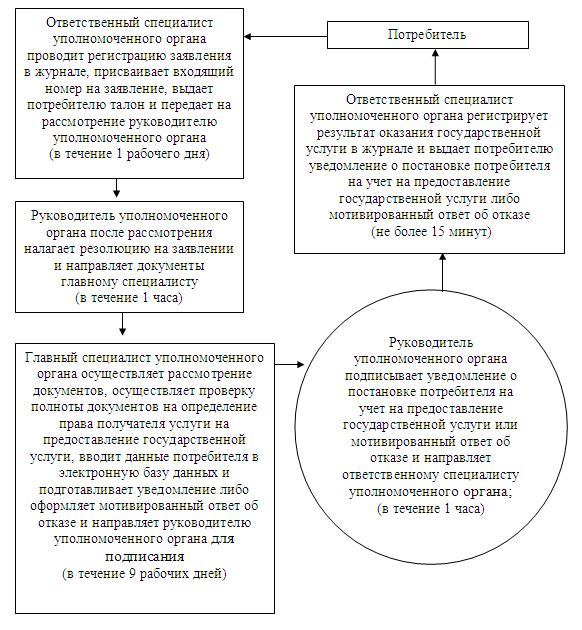 Потребитель
Ответственный специалист
уполномоченного органа
проводит регистрацию заявления
в журнале, присваивает входящий
номер на заявление, выдает
потребителю талон и передает на
рассмотрение руководителю
уполномоченного органа
(в течение 1 рабочего дня)
Руководитель уполномоченного
органа после рассмотрения
налагает резолюцию на заявлении
и направляет документы
главному специалисту
(в течение 1 часа)
Главный специалист уполномоченного
органа осуществляет рассмотрение
документов, осуществляет проверку
полноты документов на определение
права получателя услуги на
предоставление государственной
услуги, вводит данные потребителя в
электронную базу данных и
подготавливает уведомление либо
оформляет мотивированный ответ об
отказе и направляет руководителю
уполномоченного органа для
подписания
(в течение 9 рабочих дней)
Руководитель
уполномоченного органа
подписывает уведомление о
постановке потребителя на
учет на предоставление
государственной услуги или
мотивированный ответ об
отказе и направляет
ответственному специалисту
уполномоченного органа;
(в течение 1 часа)
Ответственный специалист
уполномоченного органа регистрирует
результат оказания государственной
услуги в журнале и выдает потребителю
уведомление о постановке потребителя
на учет на предоставление
государственной услуги либо
мотивированный ответ об отказе
(не более 15 минут)